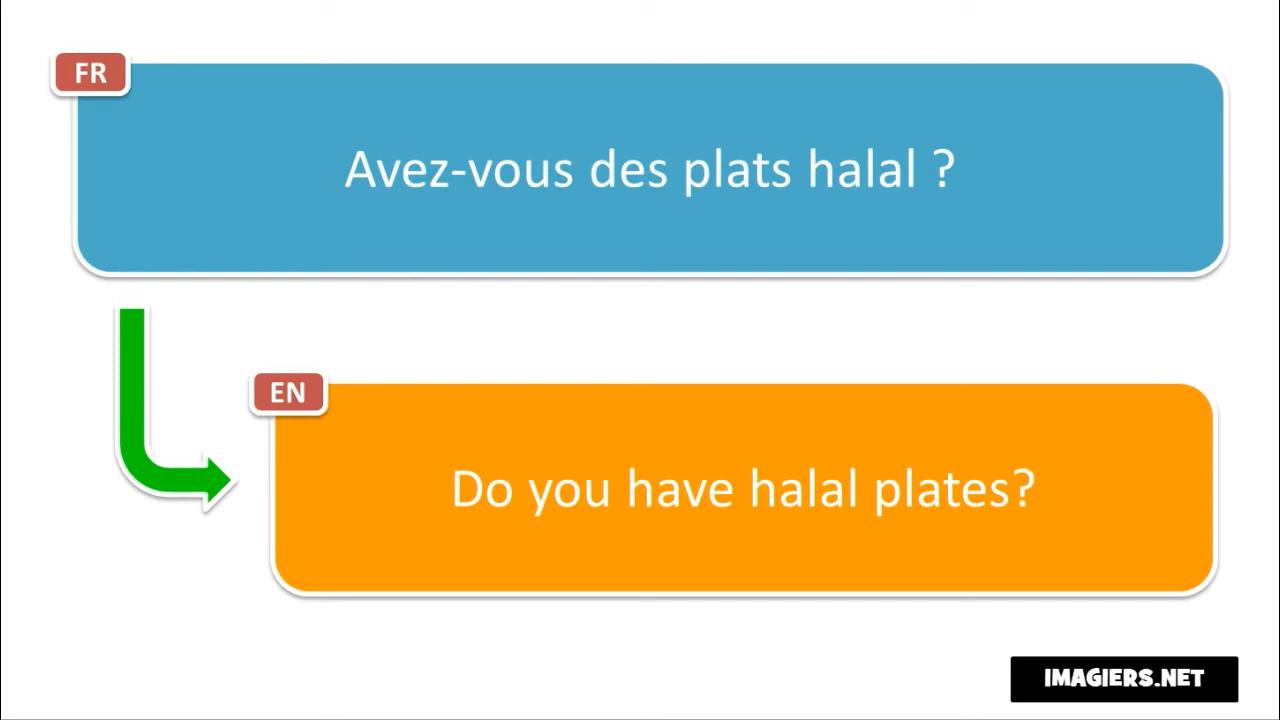 FR
Avez-vous des plats halal ?
EN
Do you have halal plates?
IMAGIERS.NET